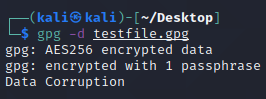 ┌──(kali㉿kali)-[~/Desktop]
└─$ gpg -d testfile.gpg
gpg: AES256 encrypted data
gpg: encrypted with 1 passphrase
Data Corruption